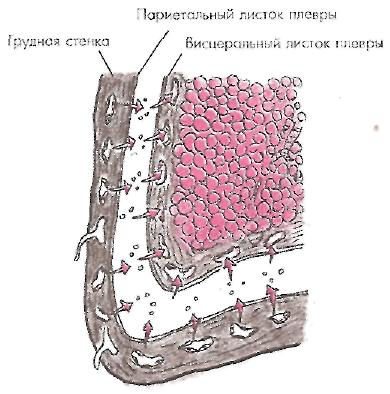 Париетальный листок плевры
Грудная стенка
Висцеральный листок плевры